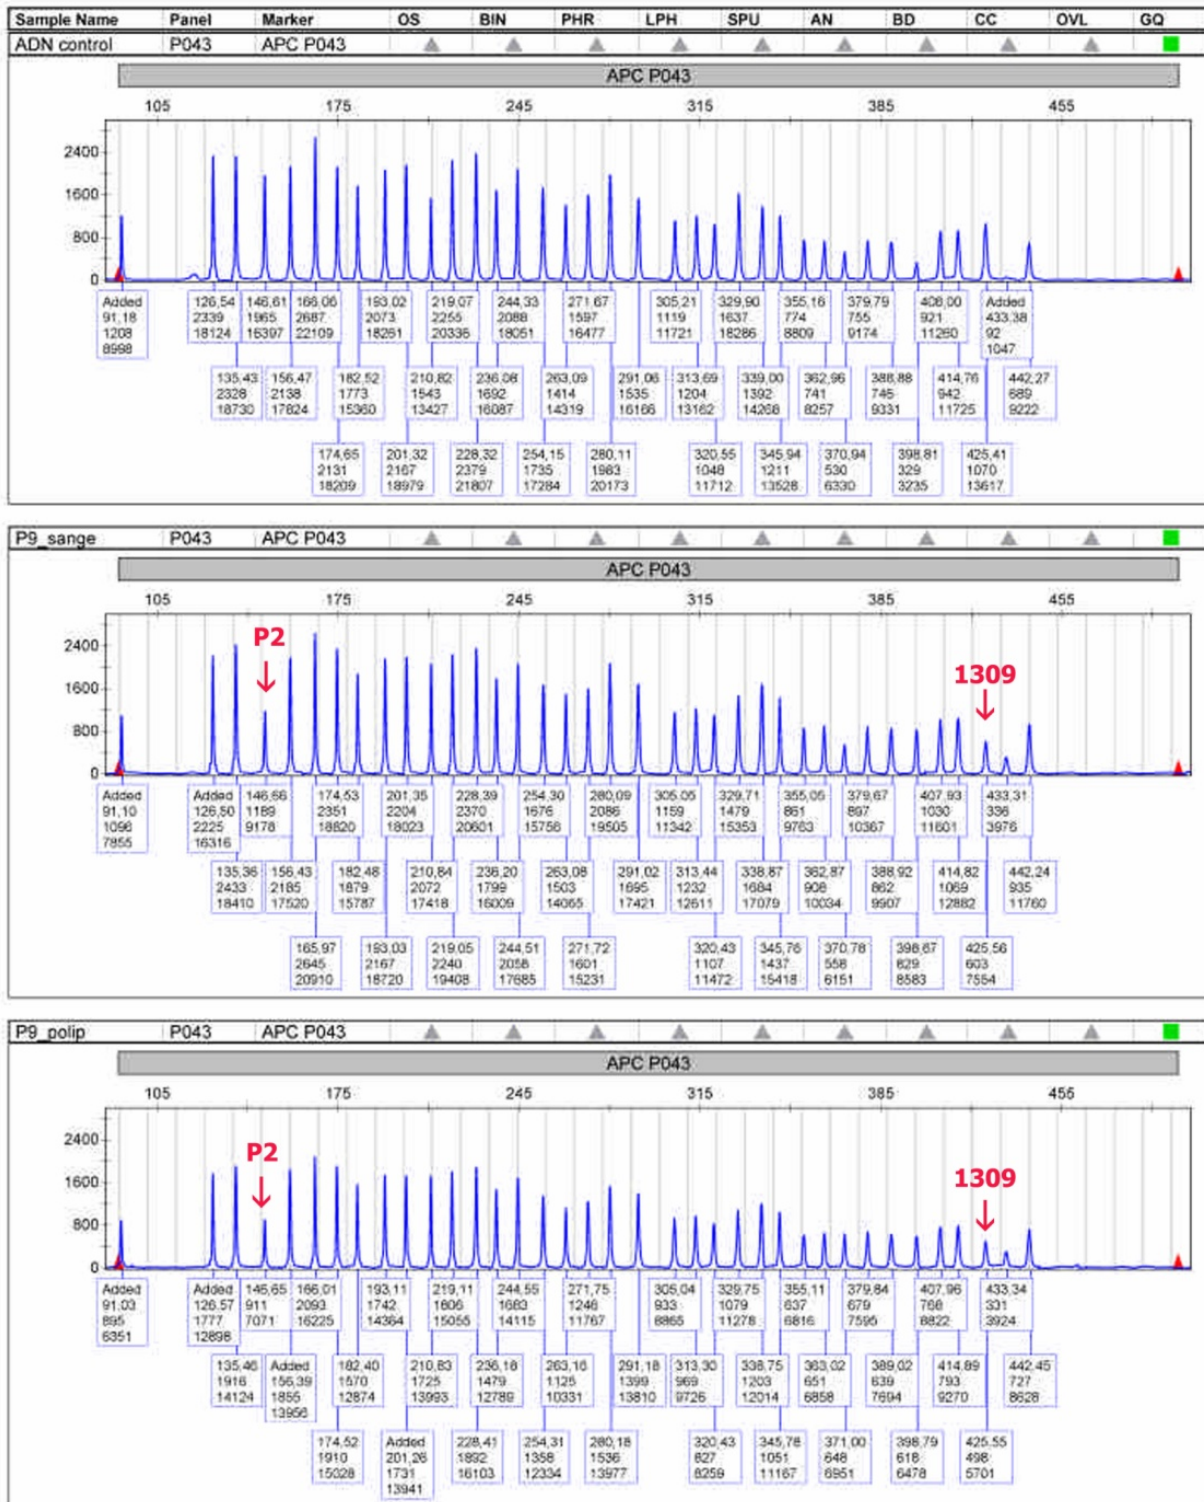 Sample Name Panel Marker OS BIN PHR LPH SPU AN BD CC OVL GQ
ADN control P043 APC P043
APC P043
105 175 245 315 385 455
2400
1600
800
0
Added 126,54 146,61 166,06 193,02 219,07 244,33 271,67 305,21 329,90 355,16 379,79 408,00 Added
91,18 2339 1965 2687 2073 2255 2088 1597 1119 1637 774 755 921 433,38
1208 18124 16397 22109 18261 20336 18051 16477 11721 18286 8809 9174 11260 92
8998 1047
135,43 156,47 182,52 210,82 236,08 263,09 291,06 313,69 339,00 362,96 388,88 414,76 442,27
2328 2138 1773 1543 1692 1414 1535 1204 1392 741 745 942 689
18730 17824 15360 13427 16087 14319 16166 13162 14268 8257 9331 11725 9222
174,65 201,32 228,32 254,15 280,11 320,55 345,94 370,94 398,81 425,41
2131 2167 2379 1735 1983 1048 1211 530 329 1070
18209 18979 21807 17284 20173 11712 13528 6330 3235 13617
P9_sange P043 APC P043
APC P043
105 175 245 315 385 455
2400
1600
800
0
P2
1309
Added Added 146,66 174,53 201,35 228,39 254,30 280,09 305,05 329,71 355,05 379,67 407,93 433,31
91,10 126,50 1189 2351 2204 2370 1676 2086 1159 1479 861 897 1030 336
1096 2225 9178 18820 18023 20601 15756 19505 11342 15353 9763 10367 11601 3976
7855 16316
135,36 156,43 182,48 210,84 236,20 263,08 291,02 313,44 338,87 362,87 388,92 414,82 442,24
2433 2185 1879 2072 1799 1503 1695 1232 1684 908 862 1069 935
18410 17520 15787 17418 16009 14065 17421 12611 17079 10034 9907 12882 11760
165,97 193,03 219,05 244,51 271,72 320,43 345,76 370,78 398,67 425,56
2645 2167 2240 2058 1601 1107 1437 558 829 603
20910 18720 19408 17685 15231 11472 15418 6151 8583 7554
P9_polip P043 APC P043
APC P043
105 175 245 315 385 455
2400
1600
800
0
P2
1309
Added Added 146,65 166,01 193,11 219,11 244,55 271,75 305,04 329,75 355,11 379,84 407,96 433,34
91,03 126,57 911 2093 1742 1806 1683 1246 933 1079 637 679 768 331
895 1777 7071 16225 14364 15055 14115 11767 8865 11278 6816 7595 8822 3924
6351 12898
135,46 Added 182,40 210,83 236,18 263,16 291,18 313,30 338,75 363,02 389,02 414,89 442,45
1916 156,39 1570 1725 1479 1125 1399 969 1203 651 639 793 727
14124 1855 12874 13993 12789 10331 13810 9726 12014 6858 7694 9270 8628
13956
174,52 Added 228,41 254,31 280,18 320,43 345,78 371,00 398,79 425,55
1910 201,26 1892 1358 1536 827 1051 648 618 498
15028 1731 16103 12334 13977 8259 11167 6951 6478 5701
13941